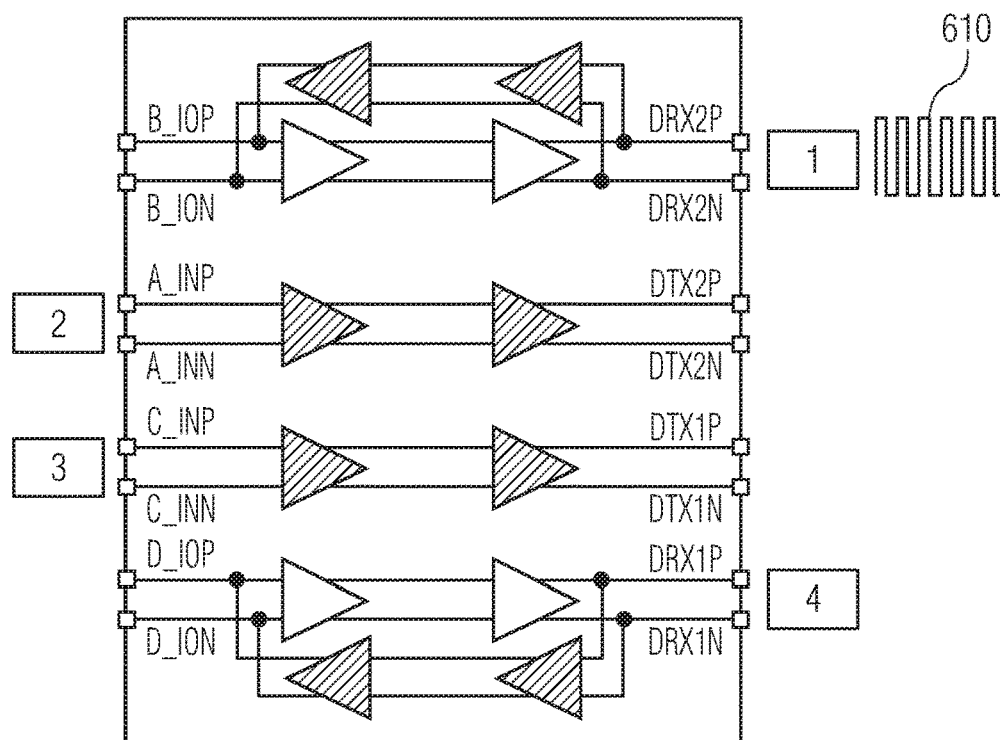 610
B_IOP DRX2P
1
B_ION DRX2N
A_INP DTX2P
2
A_INN DTX2N
C_INP DTX1P
3
C_INN DTX1N
D_IOP DRX1P
4
D_ION DRX1N